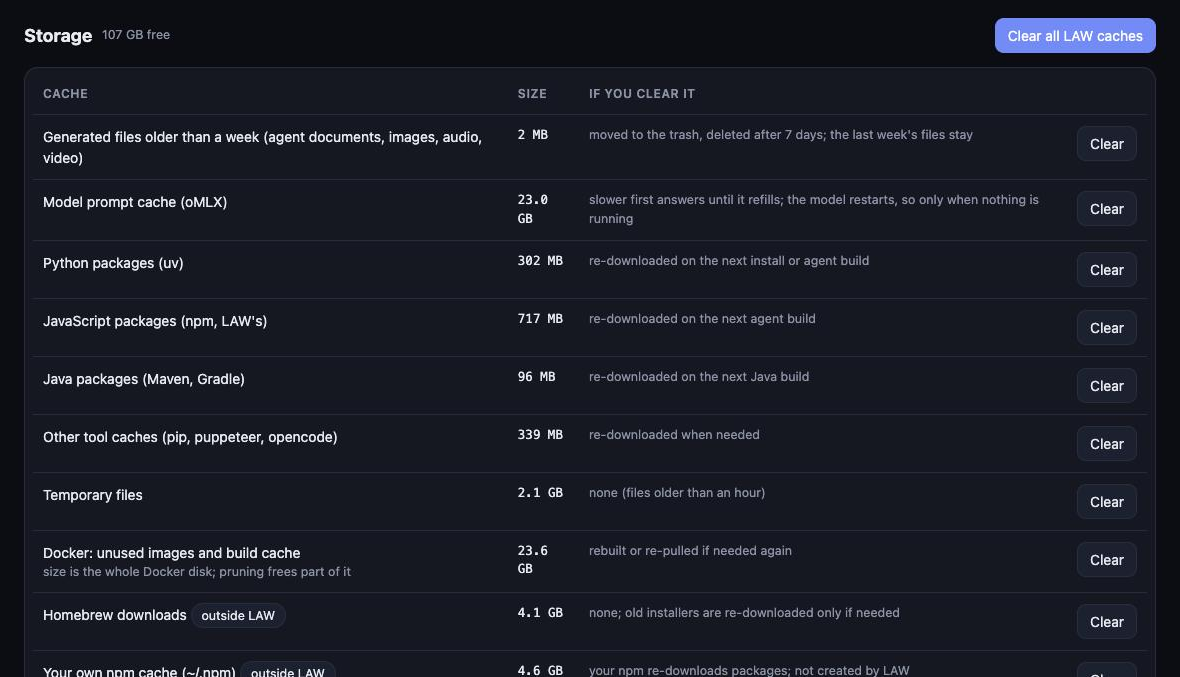 Storage 107 GB free
Clear all LAW caches
CACHE SIZE IF YOU CLEAR IT
Generated files older than a week (agent documents, images, audio, video) 2 MB moved to the trash, deleted after 7 days; the last week's files stay Clear
Model prompt cache (oMLX) 23.0 GB slower first answers until it refills; the model restarts, so only when nothing is running Clear
Python packages (uv) 302 MB re-downloaded on the next install or agent build Clear
JavaScript packages (npm, LAW's) 717 MB re-downloaded on the next agent build Clear
Java packages (Maven, Gradle) 96 MB re-downloaded on the next Java build Clear
Other tool caches (pip, puppeteer, opencode) 339 MB re-downloaded when needed Clear
Temporary files 2.1 GB none (files older than an hour) Clear
Docker: unused images and build cache 23.6 GB rebuilt or re-pulled if needed again Clear
size is the whole Docker disk; pruning frees part of it
Homebrew downloads outside LAW 4.1 GB none; old installers are re-downloaded only if needed Clear
Your own npm cache (~/.npm) outside LAW 4.6 GB your npm re-downloads packages; not created by LAW